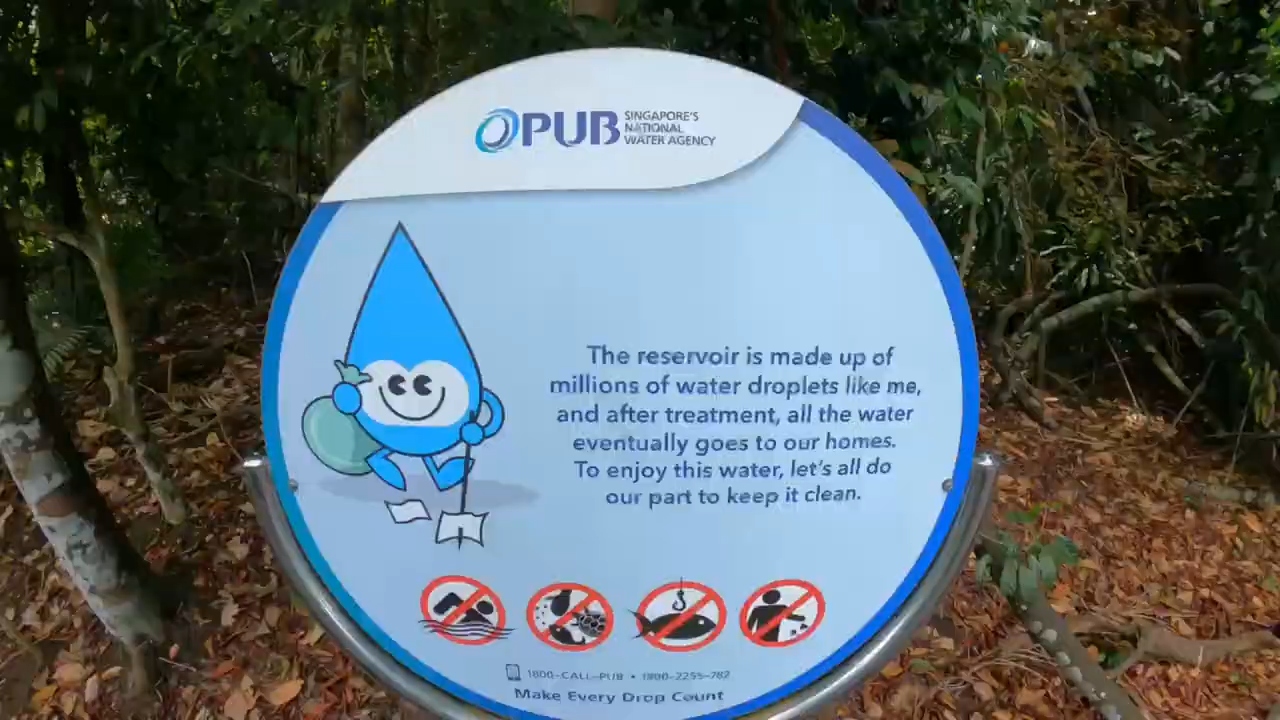 PUB SINGAPORE'S
NATIONAL
WATER AGENCY
The reservoir is made up of
millions of water droplets like me,
and after treatment, all the water
eventually goes to our homes.
To enjoy this water, let's all do
our part to keep it clean.
1800-CALL-PUB • 1800-2255-782
Make Every Drop Count